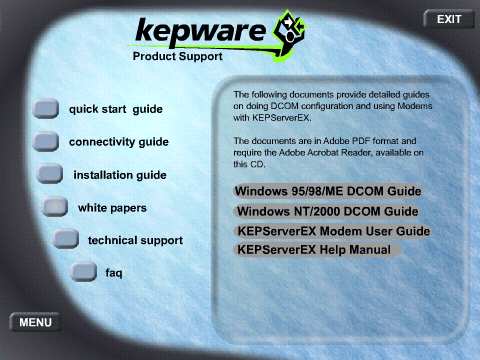 kepware
EXIT
Product Support
quick start guide
connectivity guide
installation guide
white papers
technical support
faq
MENU
The following documents provide detailed guides
on doing DCOM configuration and using Modems
with KEPServerEX.
The documents are in Adobe PDF format and
require the Adobe Acrobat Reader, available on
this CD.
Windows 95/98/ME DCOM Guide
Windows NT/2000 DCOM Guide
KEPServerEX Modem User Guide
KEPServerEX Help Manual